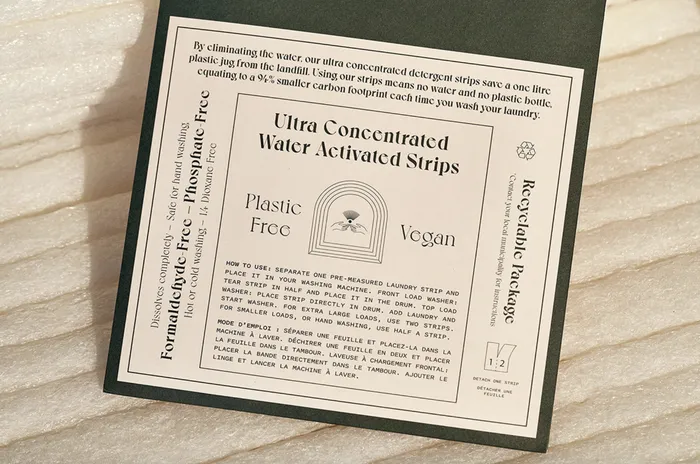 By eliminating the water, our ultra concentrated detergent strips save a one litre
plastic jug from the landfill. Using our strips means no water and no plastic bottle,
equating to a 94% smaller carbon footprint each time you wash your laundry.
Dissolves completely – Safe for hand washing
Formaldehyde-Free – Phosphate-Free
Hot or cold washing – 1,4 Dioxane Free
Ultra Concentrated
Water Activated Strips
Plastic
Free
Vegan
HOW TO USE: SEPARATE ONE PRE-MEASURED LAUNDRY STRIP AND
PLACE IT IN YOUR WASHING MACHINE. FRONT LOAD WASHER:
TEAR STRIP IN HALF AND PLACE IT IN THE DRUM. TOP LOAD
WASHER: PLACE STRIP DIRECTLY IN DRUM. ADD LAUNDRY AND
START WASHER. FOR EXTRA LARGE LOADS, USE TWO STRIPS.
FOR SMALLER LOADS, OR HAND WASHING, USE HALF A STRIP.
MODE D'EMPLOI : SÉPARER UNE FEUILLE ET PLACEZ-LA DANS LA
MACHINE À LAVER. DÉCHIRER UNE FEUILLE EN DEUX ET PLACER
LA FEUILLE DANS LE TAMBOUR. LAVEUSE À CHARGEMENT FRONTAL:
PLACER LA BANDE DIRECTEMENT DANS LE TAMBOUR. AJOUTER LE
LINGE ET LANCER LA MACHINE À LAVER.
Recyclable Package
*Contact your local municipality for instructions
1 2
DETACH ONE STRIP
DÉTACHER UNE
FEUILLE